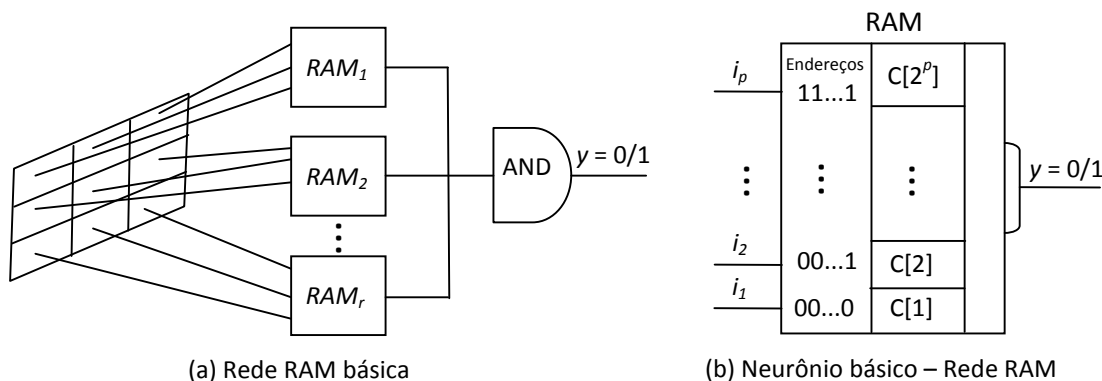 RAM₁
RAM₂
⋮
RAMᵣ
AND
y = 0/1
(a) Rede RAM básica
RAM
Endereços
iₚ
11...1
C[2ᵖ]
⋮ ⋮ ⋮
y = 0/1
i₂
00...1
C[2]
i₁
00...0
C[1]
(b) Neurônio básico – Rede RAM